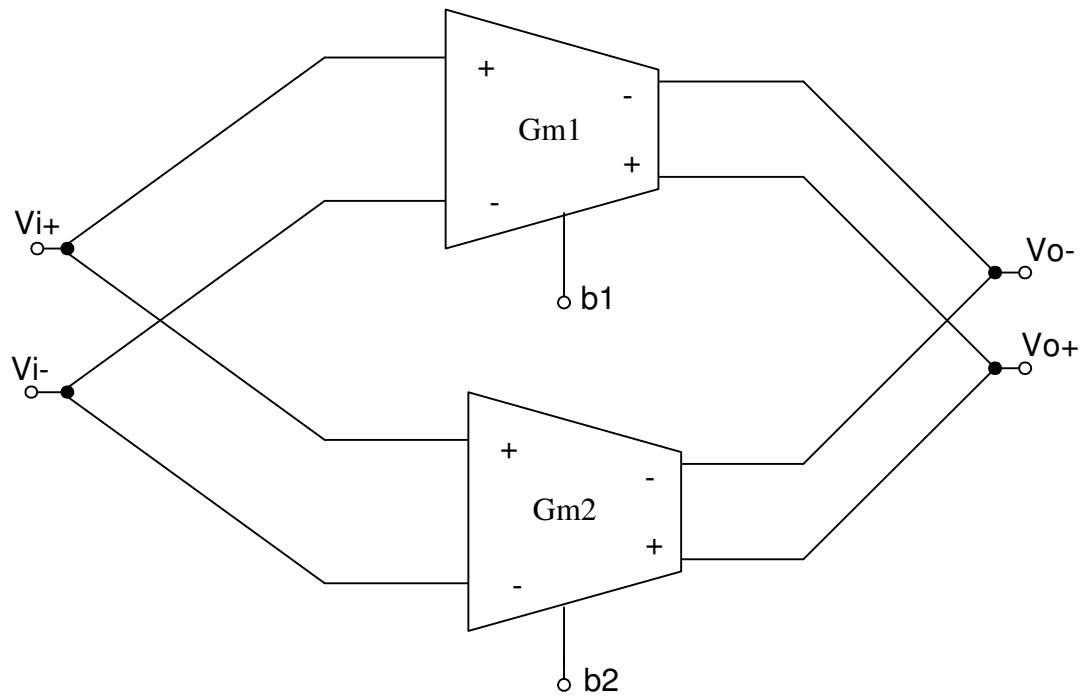 +
-
Gm1
+
-
Vi+
Vo-
b1
Vo+
Vi-
+
-
Gm2
+
-
b2